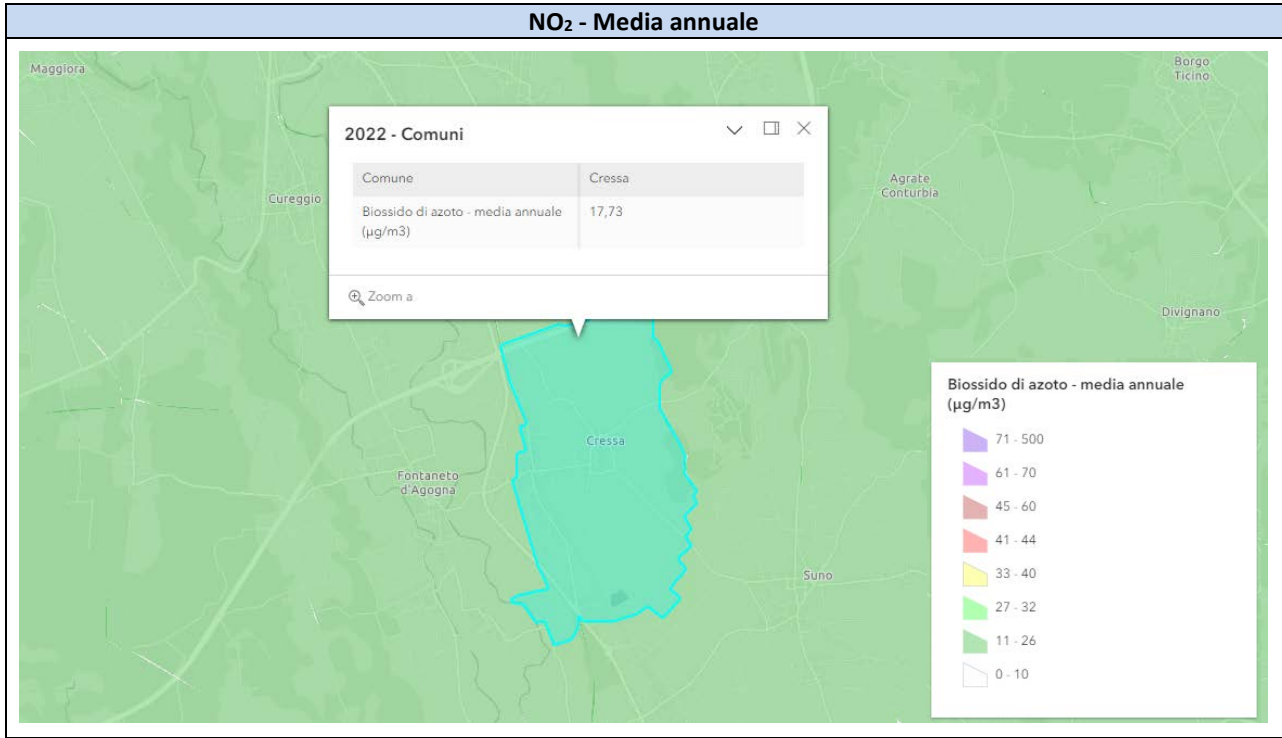 NO₂ - Media annuale
Maggiora
Borgo
Ticino
2022 - Comuni
Comune Cressa
Biossido di azoto - media annuale 17,73
(µg/m3)
Zoom a
Cureggio
Agrate
Conturbia
Divignano
Cressa
Fontaneto
d'Agogna
Suno
Biossido di azoto - media annuale
(µg/m3)
71 - 500
61 - 70
45 - 60
41 - 44
33 - 40
27 - 32
11 - 26
0 - 10